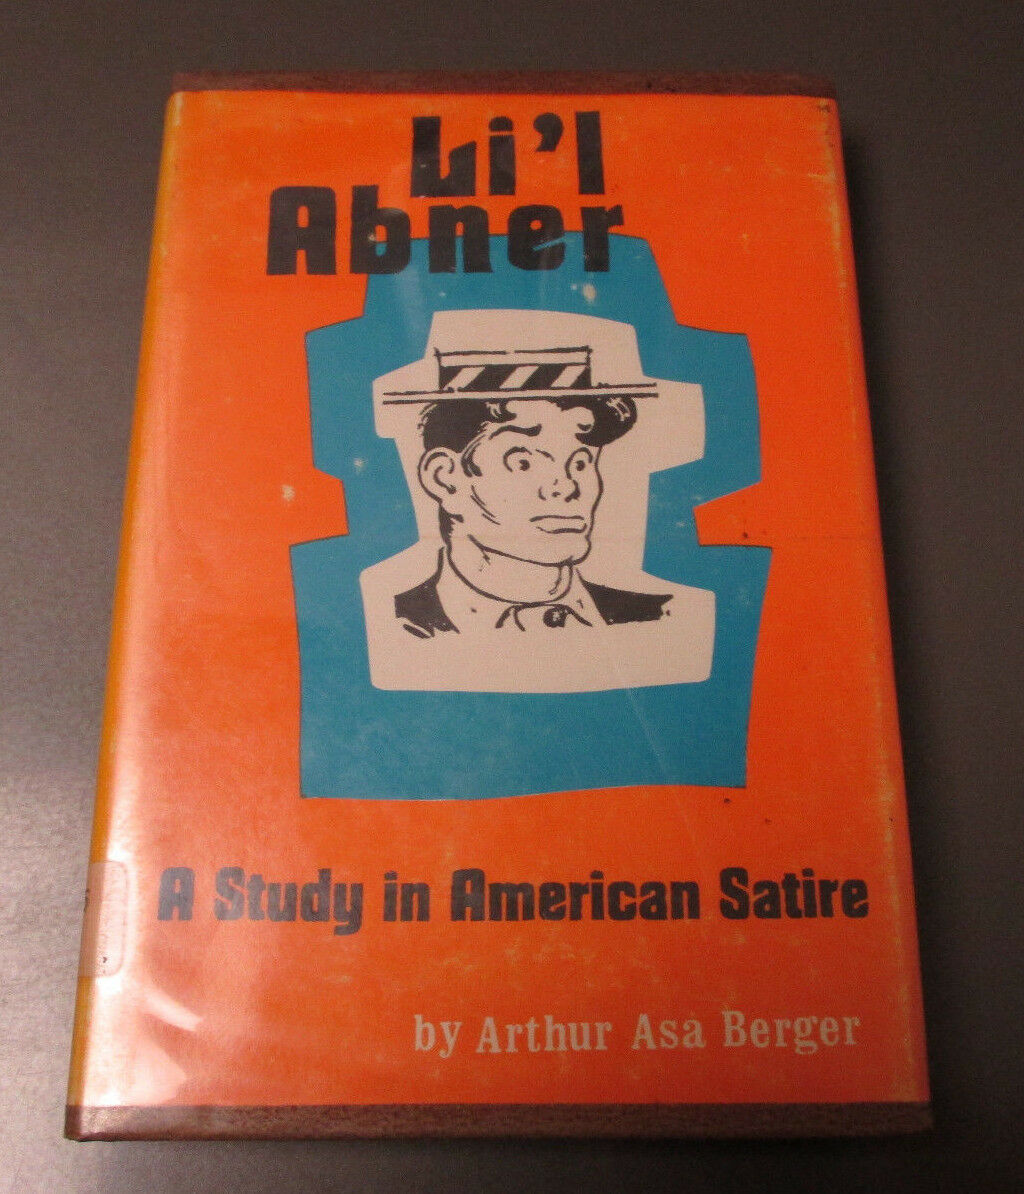 Li'l
Abner
A Study in American Satire
by Arthur Asa Berger